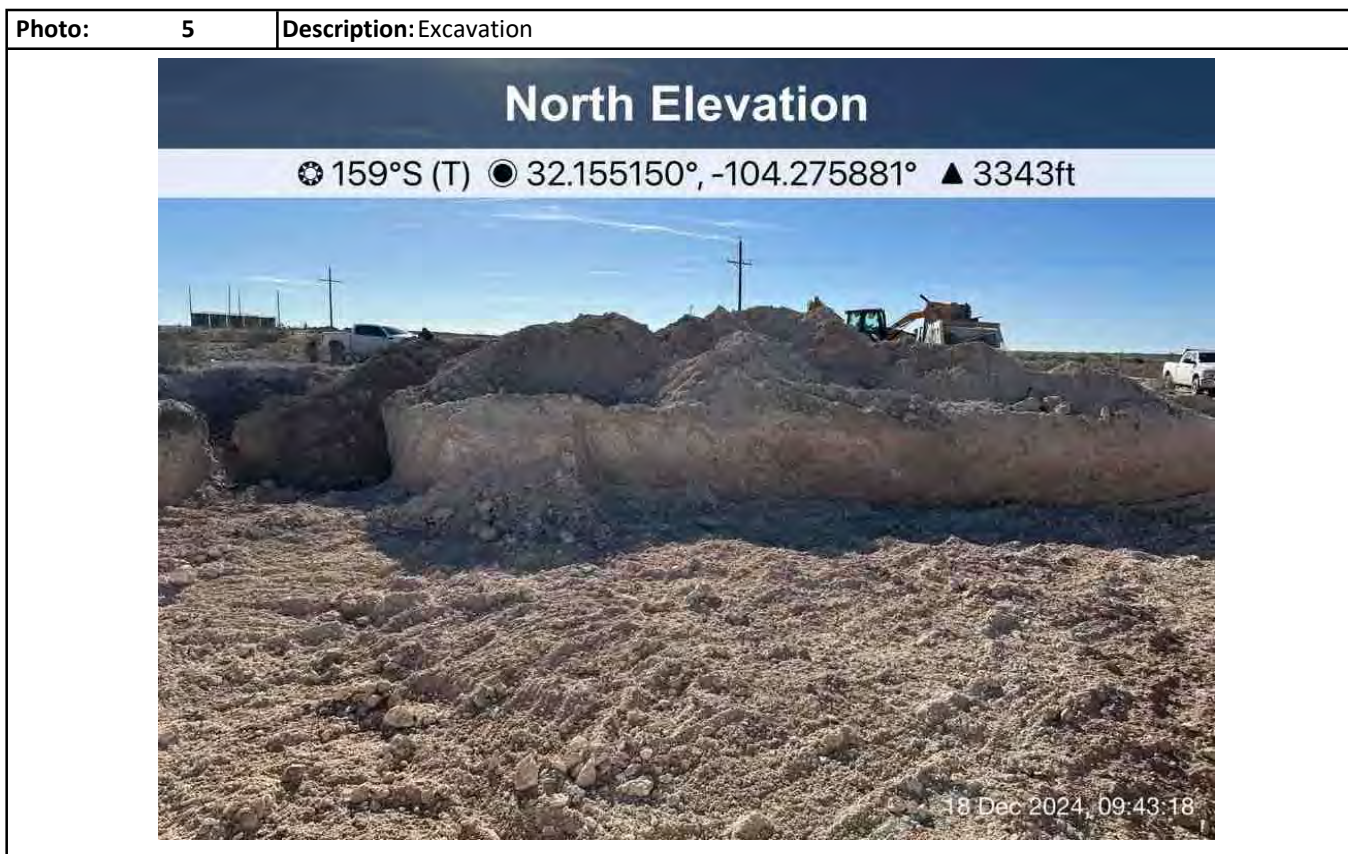 Photo: 5 Description: Excavation
North Elevation
159°S (T) 32.155150°, -104.275881° ▲ 3343ft
18 Dec 2024, 09:43:18